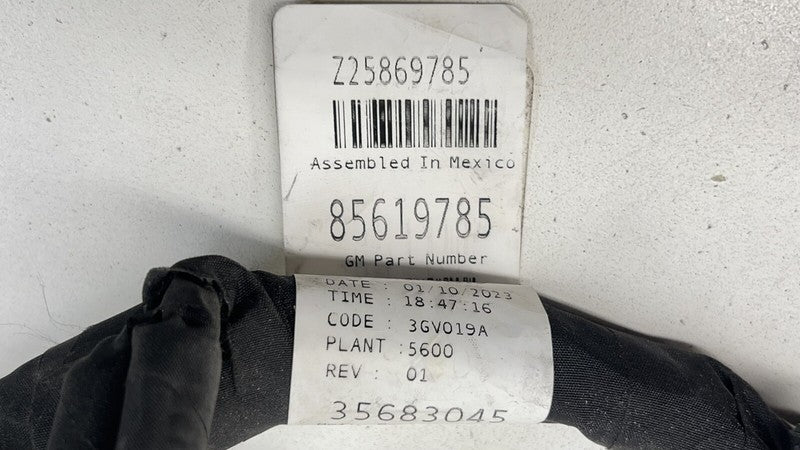 Z25869785
Assembled In Mexico
85619785
GM Part Number
DATE : 01/10/2023
TIME : 18:47:16
CODE : 3GV019A
PLANT :5600
REV : 01
35683045